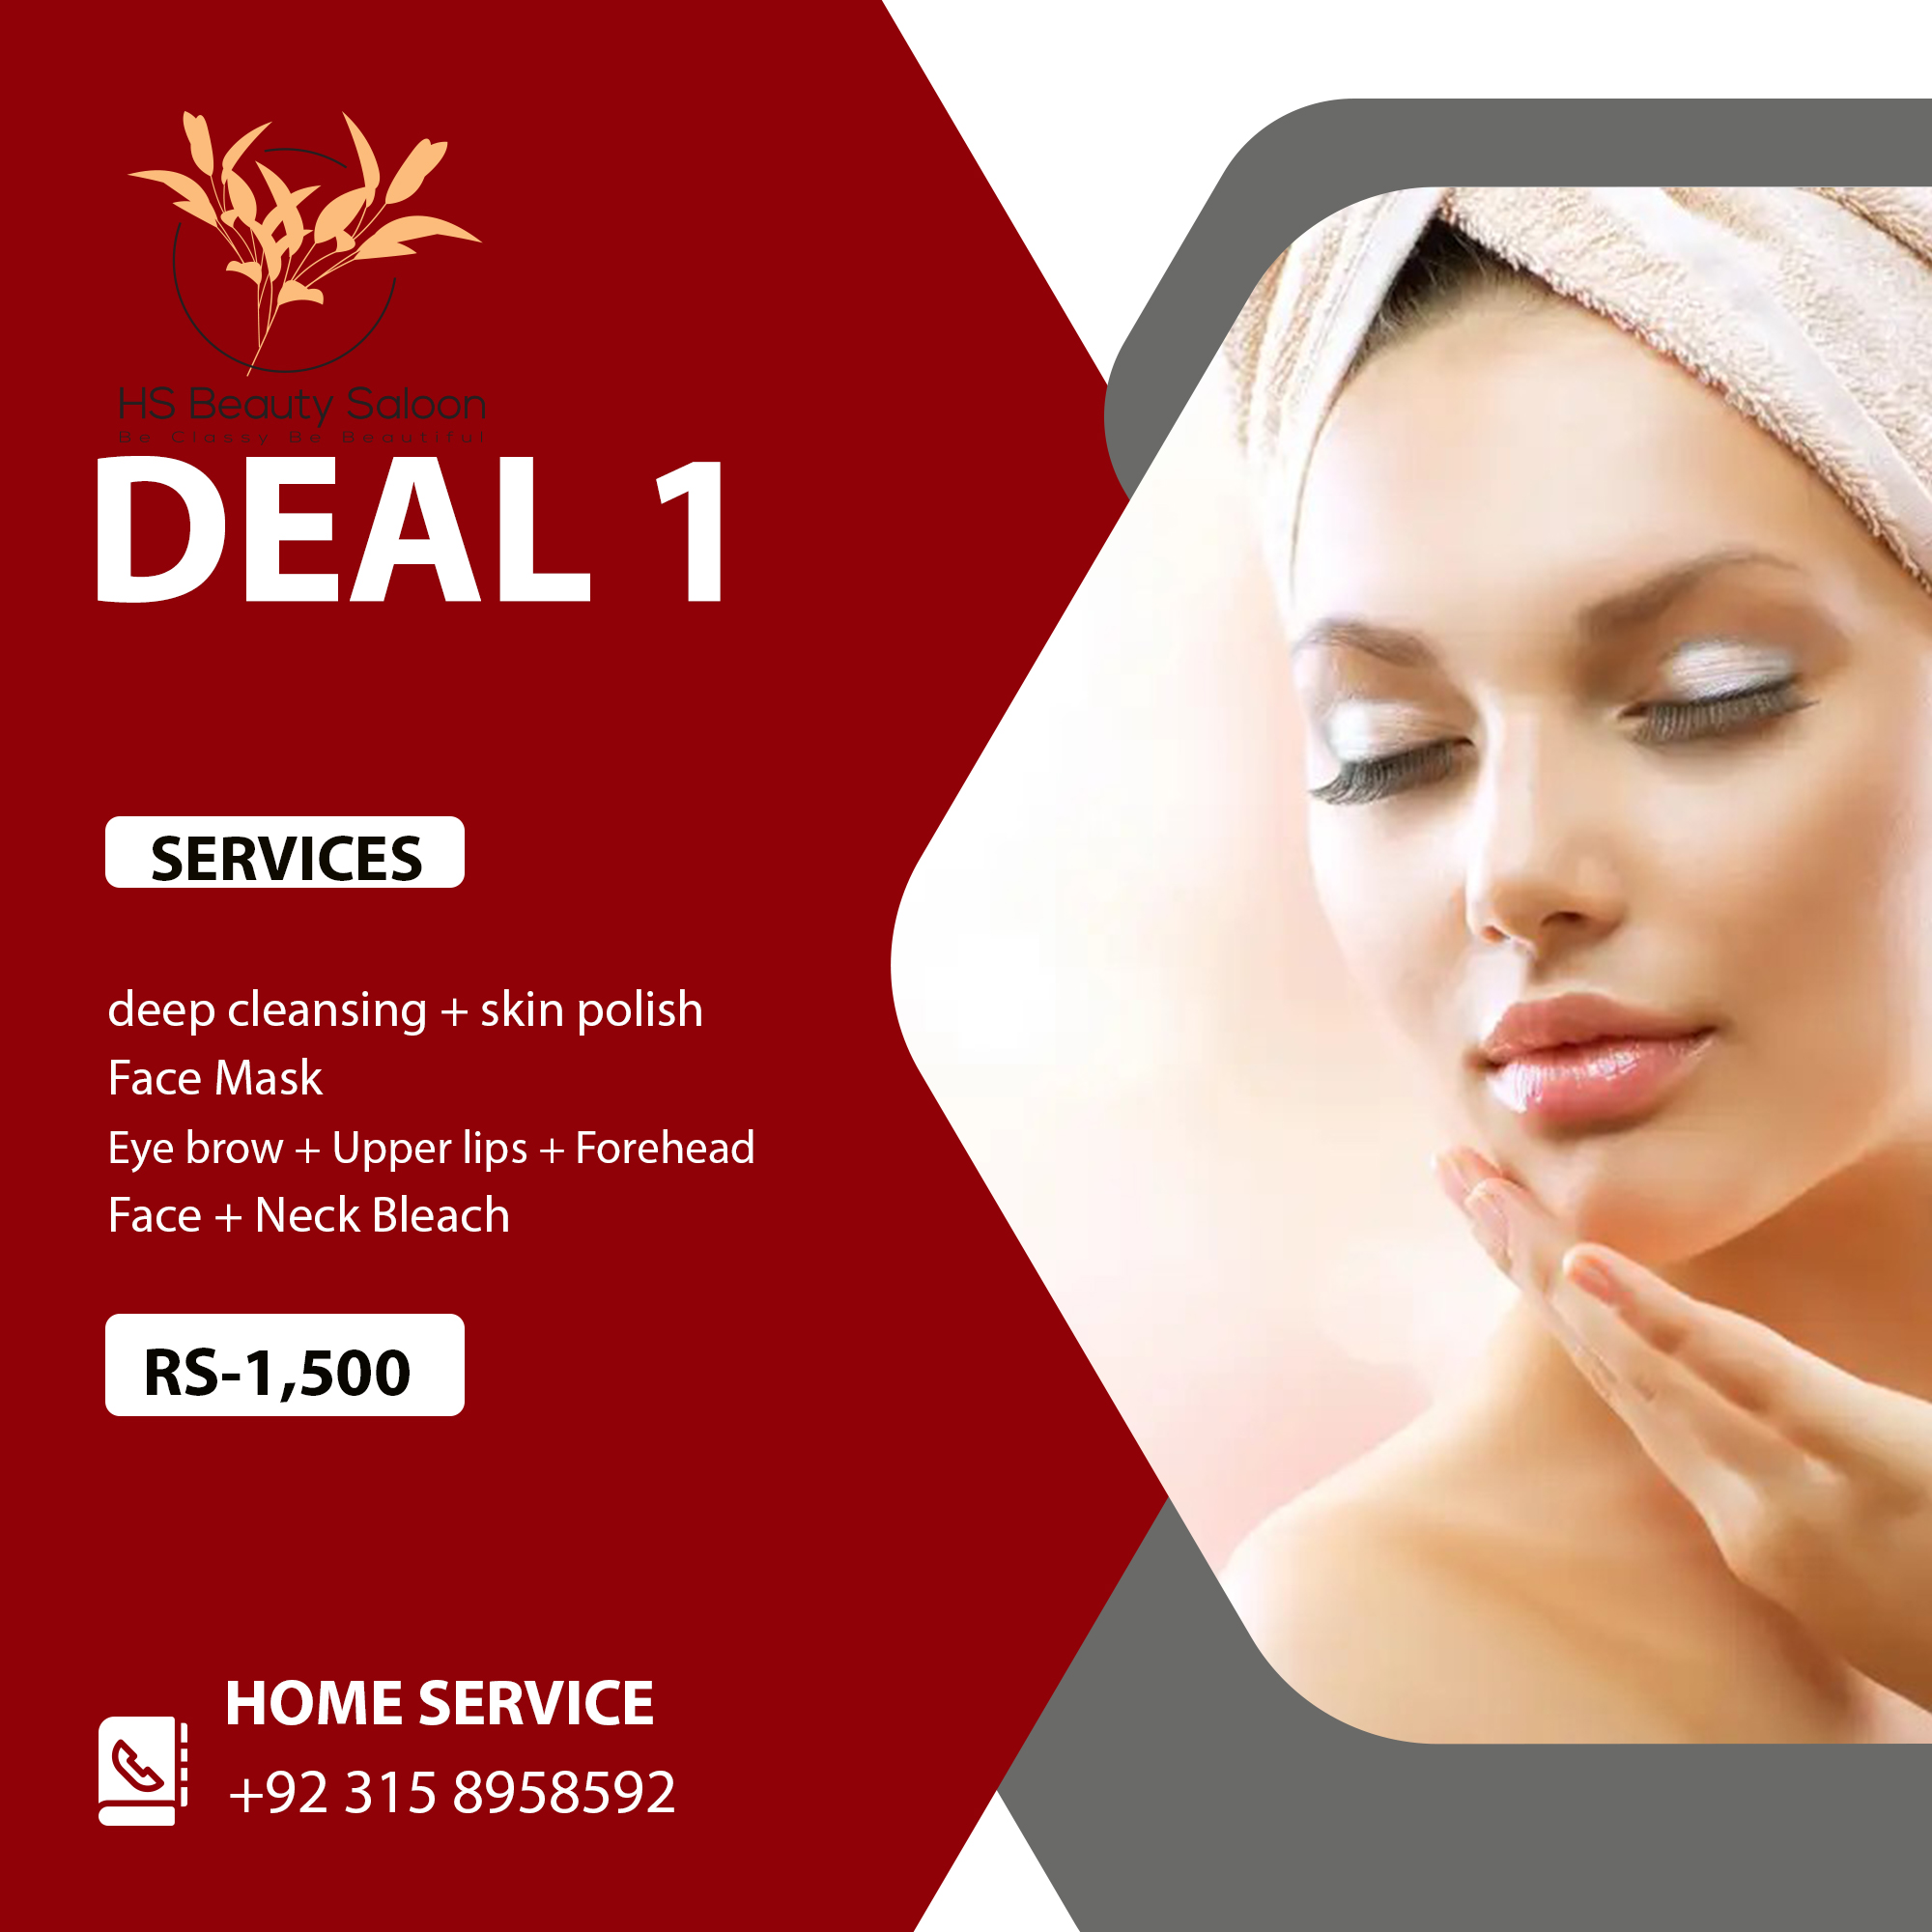 HS Beauty Saloon
Be Classy Be Beautiful
DEAL 1
SERVICES
deep cleansing + skin polish
Face Mask
Eye brow + Upper lips + Forehead
Face + Neck Bleach
RS-1,500
HOME SERVICE
+92 315 8958592